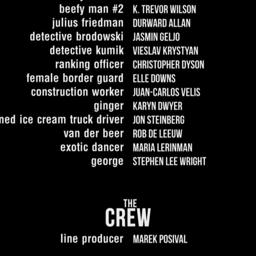 beefy man #2 K. TREVOR WILSON
julius friedman DURWARD ALLAN
detective brodowski JASMIN GELJO
detective kumik VIESLAV KRYSTYAN
ranking officer CHRISTOPHER DYSON
female border guard ELLE DOWNS
construction worker JUAN-CARLOS VELIS
ginger KARYN DWYER
ned ice cream truck driver JON STEINBERG
van der beer ROB DE LEEUW
exotic dancer MARIA LERINMAN
george STEPHEN LEE WRIGHT
THE
CREW
line producer MAREK POSIVAL